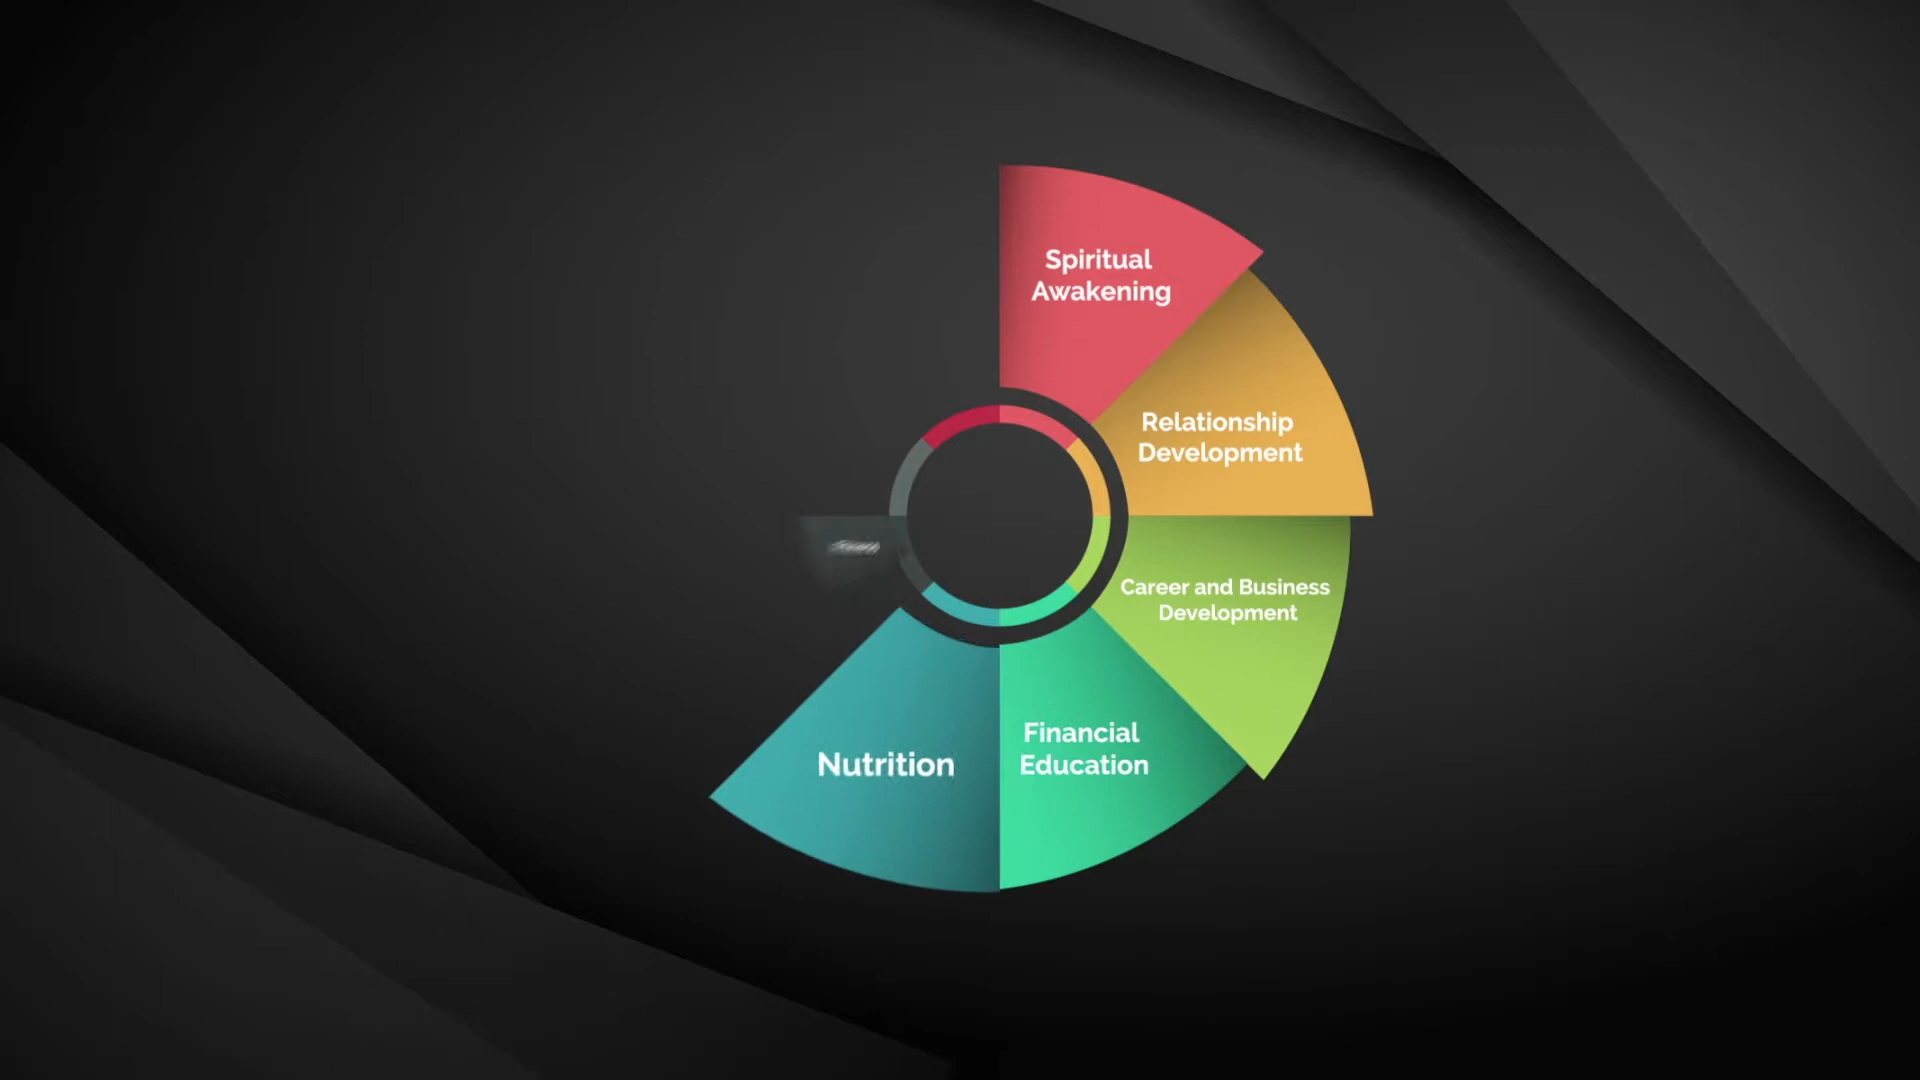 Spiritual
Awakening
Relationship
Development
Career and Business
Development
Financial
Education
Nutrition